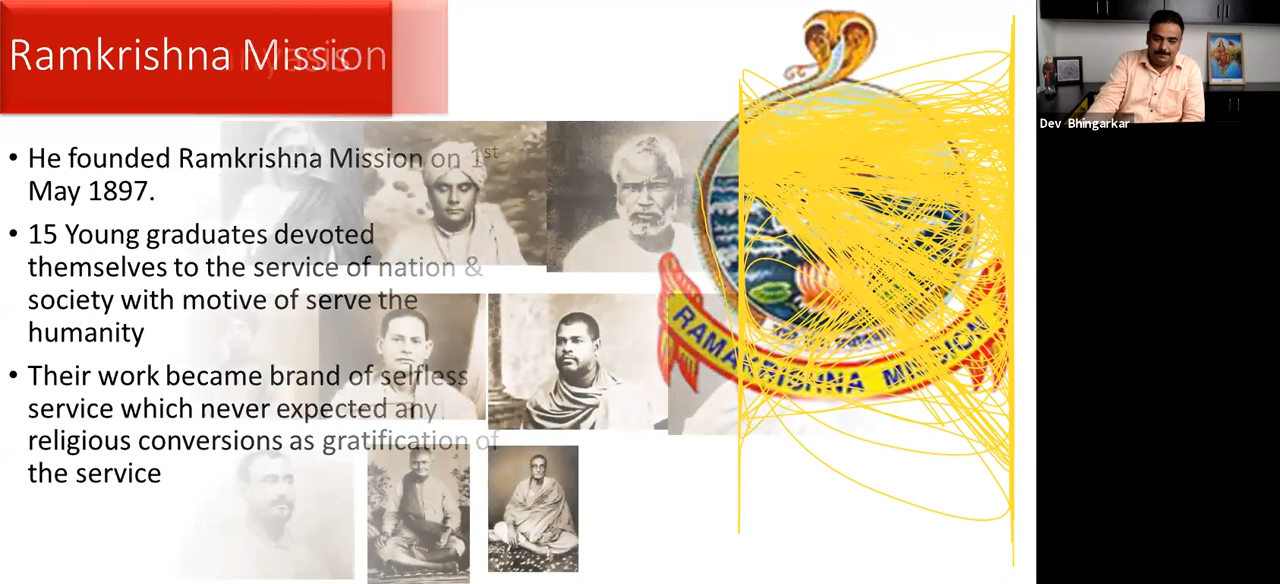 Ramkrishna Mission
• He founded Ramkrishna Mission on 1st
May 1897.
• 15 Young graduates devoted
themselves to the service of nation &
society with motive of serve the
humanity
• Their work became brand of selfless
service which never expected any
religious conversions as gratification of
the service
RAMAKRISHNA MISSION
Dev Bhingarkar